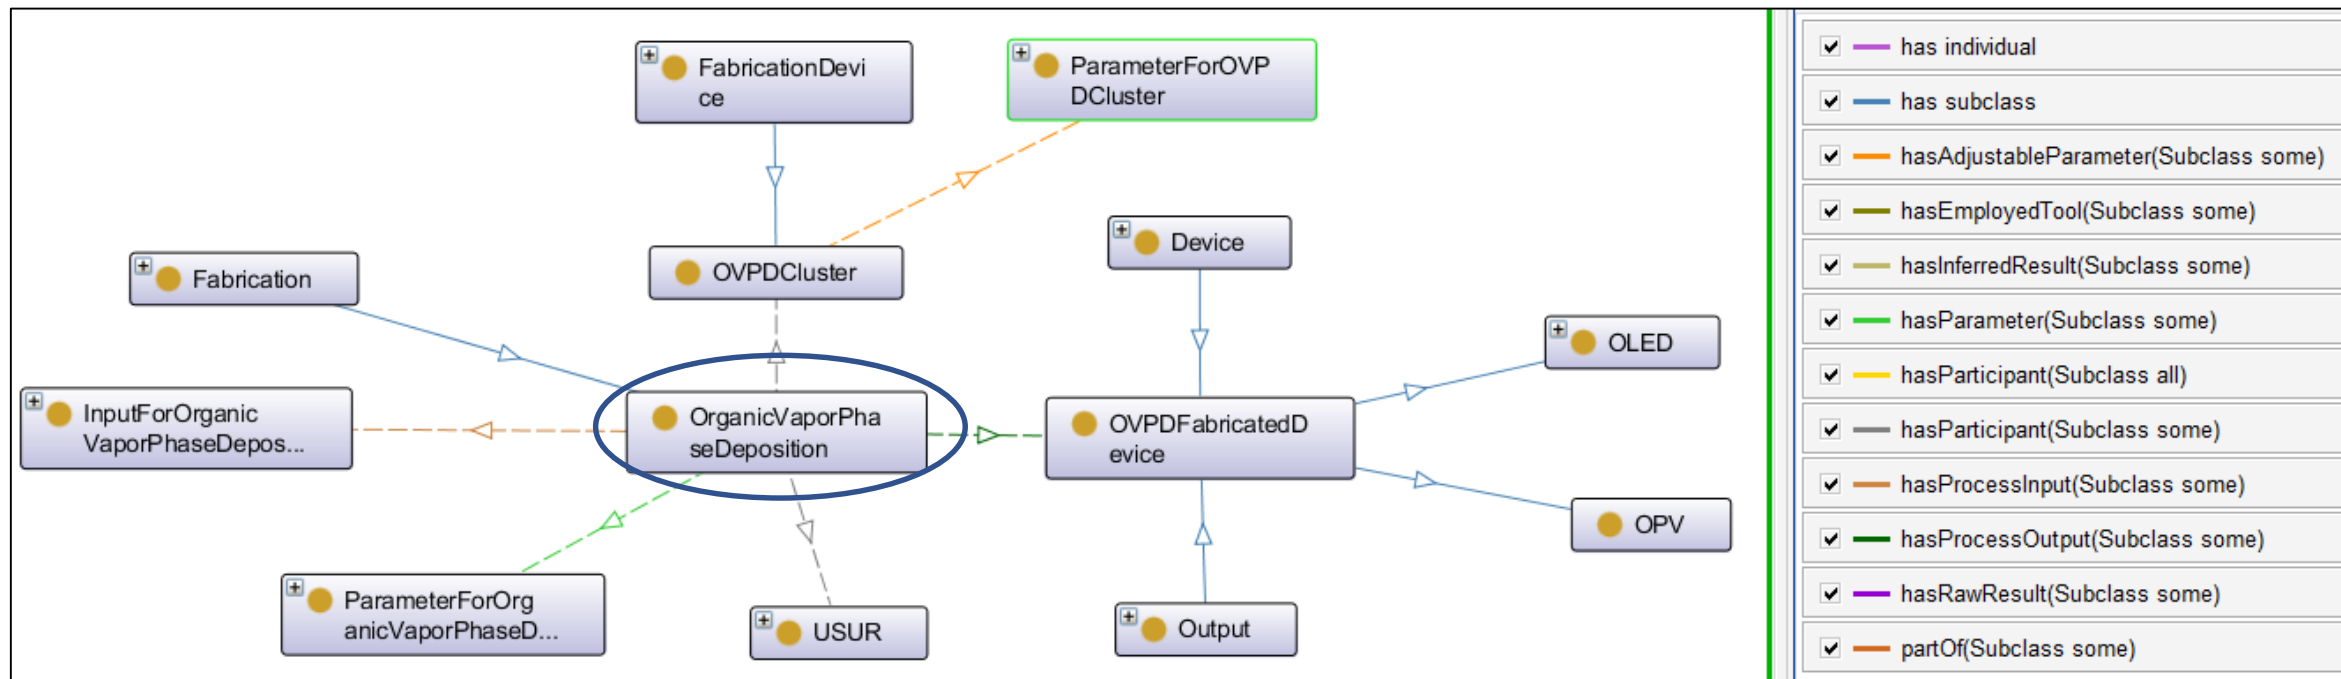 FabricationDevi
ce
ParameterForOVP
DCluster
OVPDCluster
Device
Fabrication
OLED
InputForOrganic
VaporPhaseDepos...
OrganicVaporPha
seDeposition
OVPDFabricatedD
evice
OPV
ParameterForOrg
anicVaporPhaseD...
USUR
Output
has individual
has subclass
hasAdjustableParameter(Subclass some)
hasEmployedTool(Subclass some)
hasInferredResult(Subclass some)
hasParameter(Subclass some)
hasParticipant(Subclass all)
hasParticipant(Subclass some)
hasProcessInput(Subclass some)
hasProcessOutput(Subclass some)
hasRawResult(Subclass some)
partOf(Subclass some)